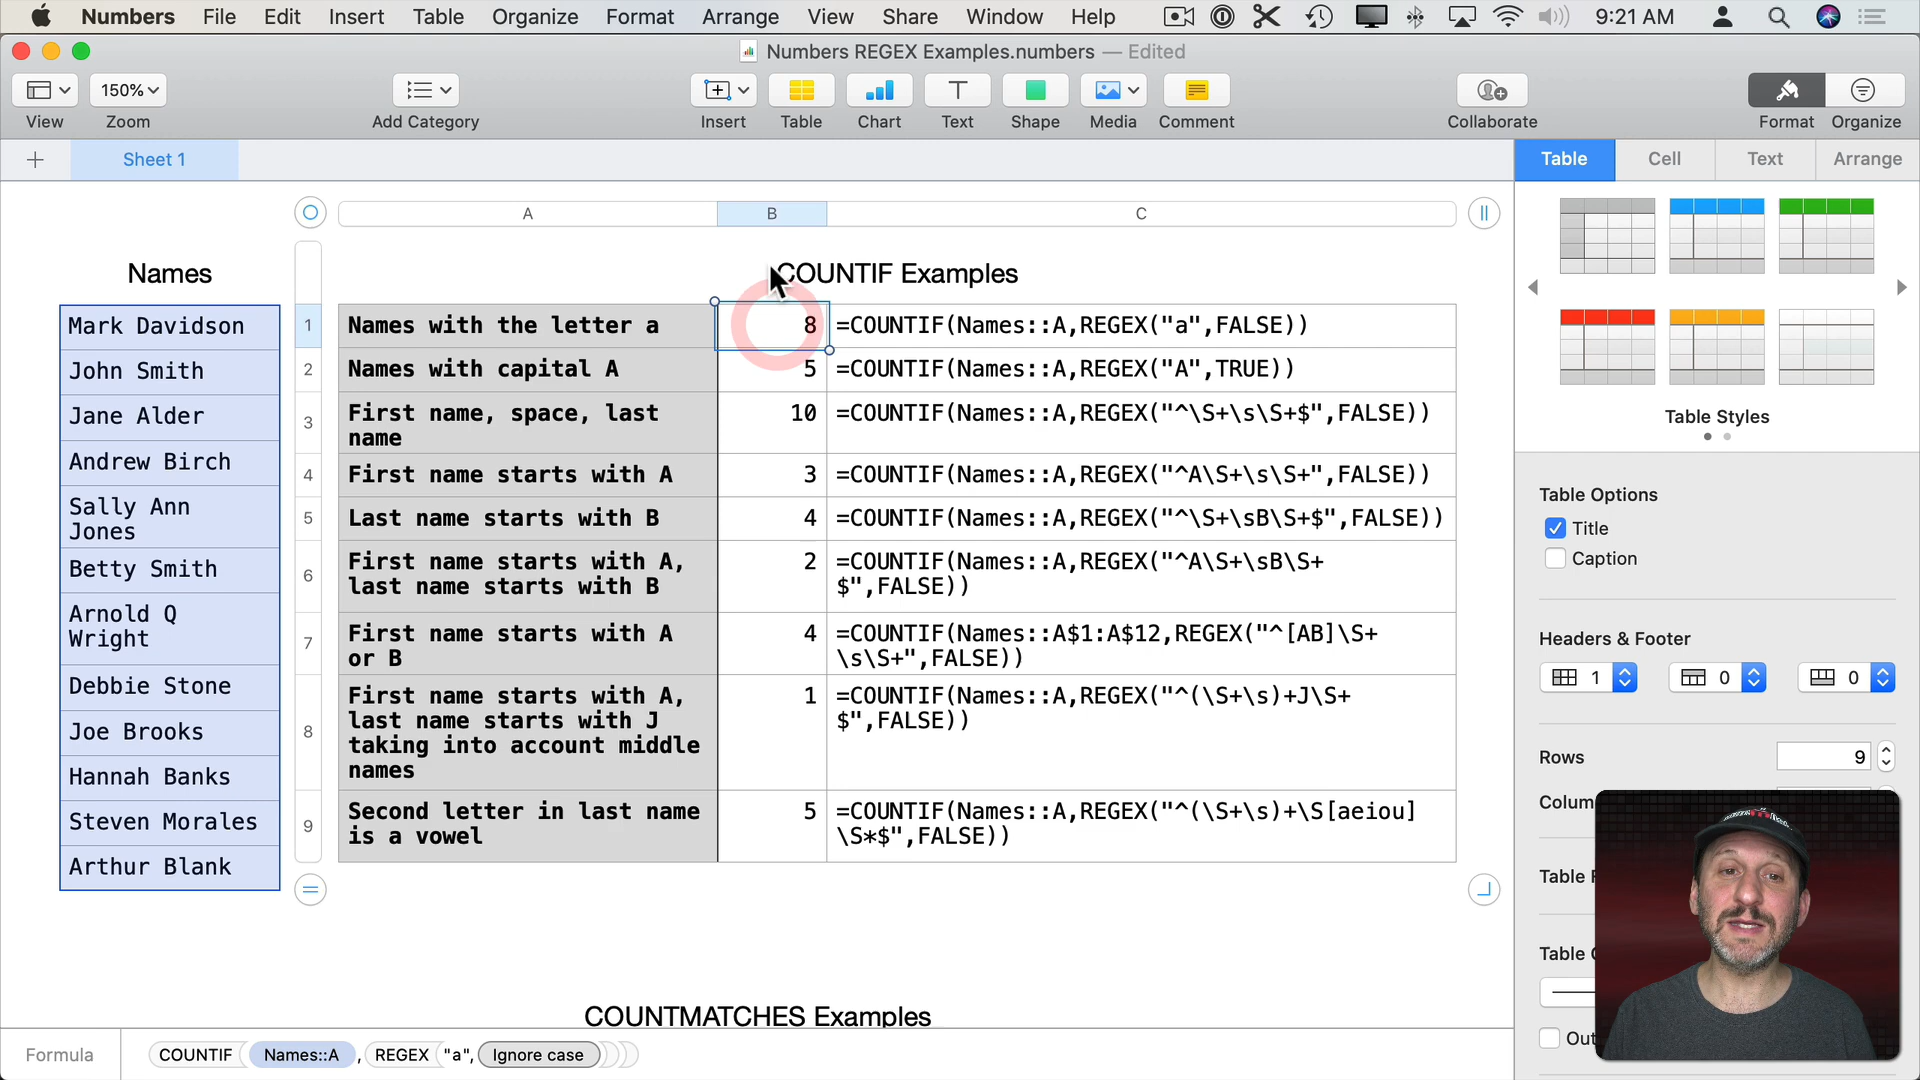 Numbers File Edit Insert Table Organize Format Arrange View Share Window Help 9:21 AM
Numbers REGEX Examples.numbers — Edited
150%
View Zoom Add Category Insert Table Chart Text Shape Media Comment Collaborate Format Organize
Sheet 1
Table Cell Text Arrange
A B C
Names
COUNTIF Examples
Mark Davidson
John Smith
Jane Alder
Andrew Birch
Sally Ann
Jones
Betty Smith
Arnold Q
Wright
Debbie Stone
Joe Brooks
Hannah Banks
Steven Morales
Arthur Blank
1 Names with the letter a 8 =COUNTIF(Names::A,REGEX("a",FALSE))
2 Names with capital A 5 =COUNTIF(Names::A,REGEX("A",TRUE))
3 First name, space, last 10 =COUNTIF(Names::A,REGEX("^\S+\s\S+$",FALSE))
name
4 First name starts with A 3 =COUNTIF(Names::A,REGEX("^A\S+\s\S+",FALSE))
5 Last name starts with B 4 =COUNTIF(Names::A,REGEX("^\S+\sB\S+$",FALSE))
6 First name starts with A, 2 =COUNTIF(Names::A,REGEX("^A\S+\sB\S+
last name starts with B $",FALSE))
7 First name starts with A 4 =COUNTIF(Names::A$1:A$12,REGEX("^[AB]\S+
or B \s\S+",FALSE))
8 First name starts with A, 1 =COUNTIF(Names::A,REGEX("^(\S+\s)+J\S+
last name starts with J $",FALSE))
taking into account middle
names
9 Second letter in last name 5 =COUNTIF(Names::A,REGEX("^(\S+\s)+\S[aeiou]
is a vowel \S*$",FALSE))
COUNTMATCHES Examples
Formula COUNTIF Names::A , REGEX "a", Ignore case
Table Styles
Table Options
Title
Caption
Headers & Footer
1 0 0
Rows 9
Colum
Table
Table
Out